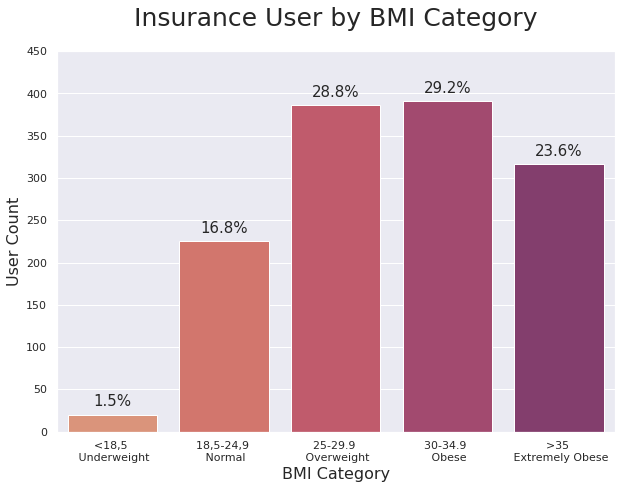 Insurance User by BMI Category
450
400
350
300
250
200
150
100
50
0
User Count
1.5%
16.8%
28.8%
29.2%
23.6%
<18,5
Underweight
18,5-24,9
Normal
25-29.9
Overweight
30-34.9
Obese
>35
Extremely Obese
BMI Category